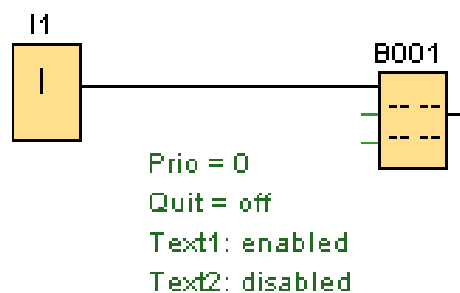 I1
I
B001
Prio = 0
Quit = off
Text1: enabled
Text2: disabled